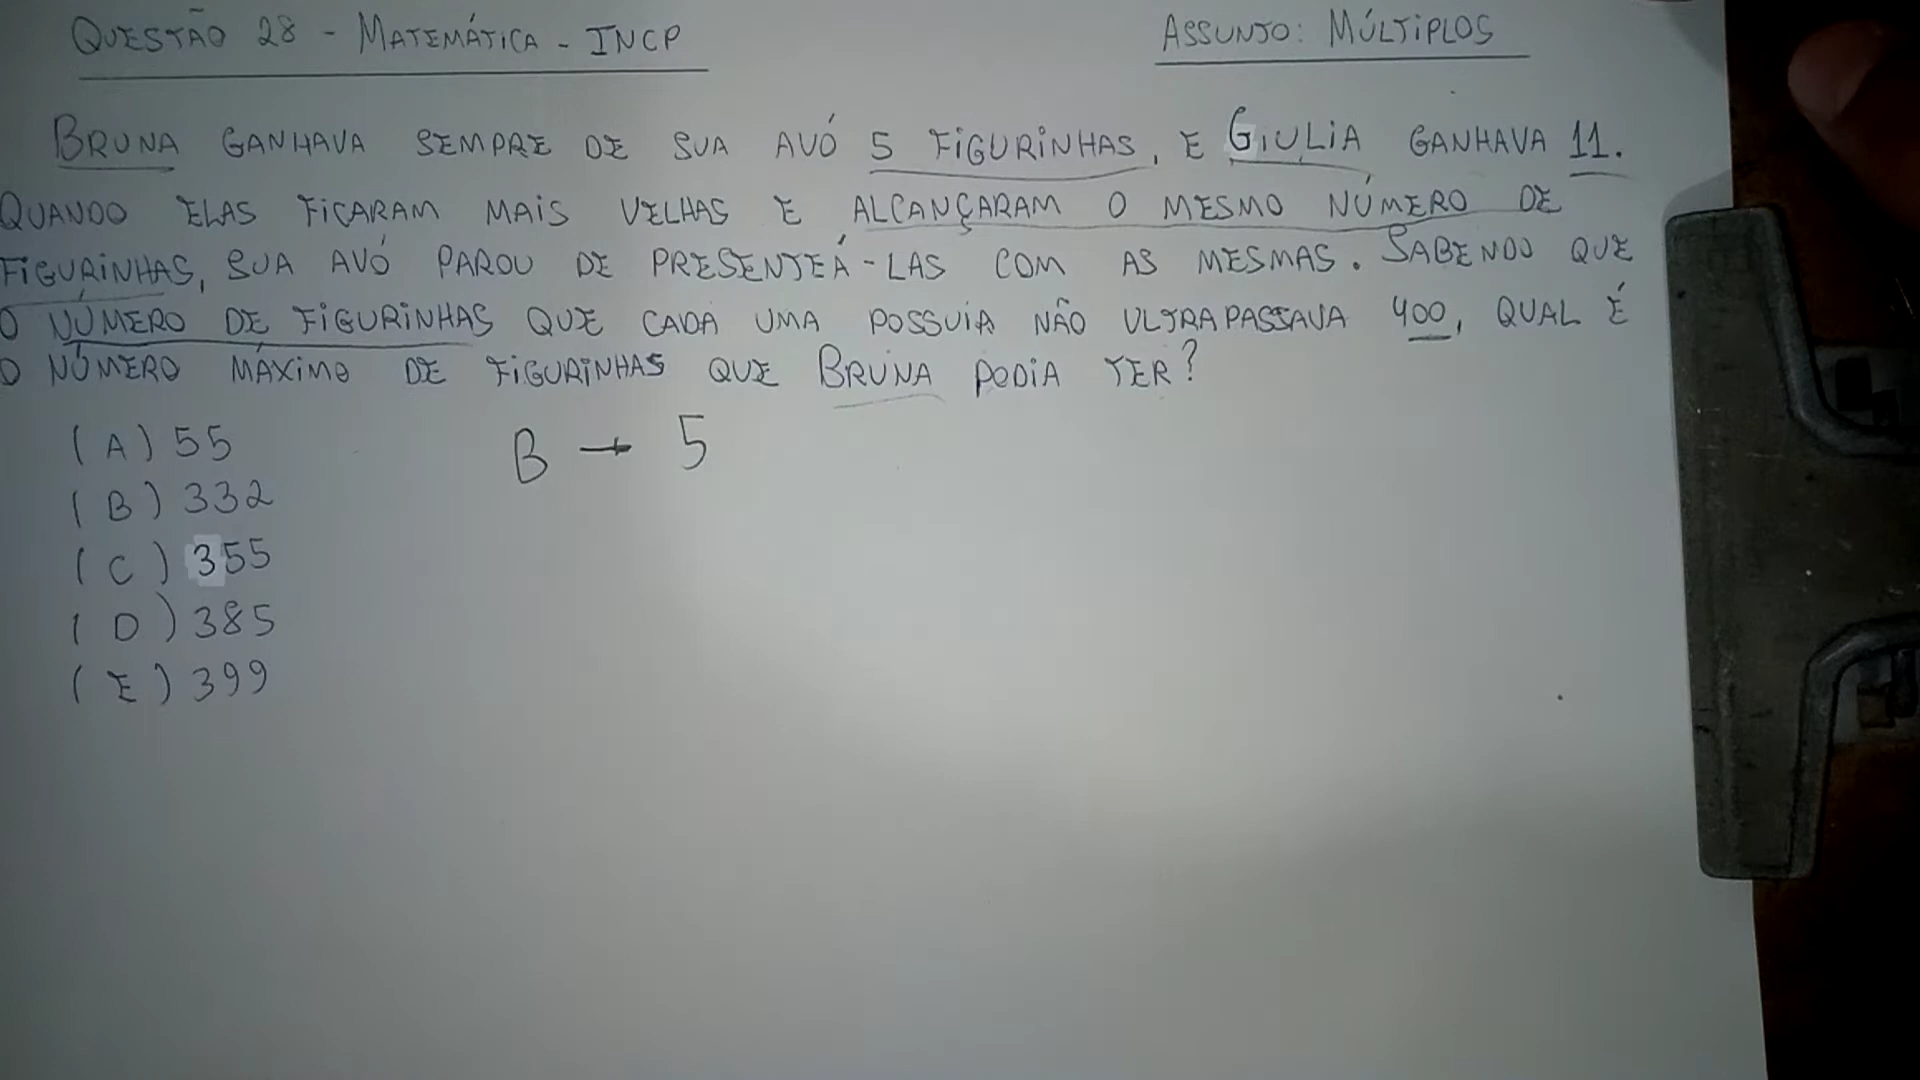 QUESTÃO 28 - MATEMÁTICA - INCP
ASSUNTO: MÚLTIPLOS
BRUNA GANHAVA SEMPRE DE SUA AVÓ 5 FIGURINHAS, E GIULIA GANHAVA 11.
QUANDO ELAS FICARAM MAIS VELHAS E ALCANÇARAM O MESMO NÚMERO DE
FIGURINHAS, SUA AVÓ PAROU DE PRESENTEÁ-LAS COM AS MESMAS. SABENDO QUE
O NÚMERO DE FIGURINHAS QUE CADA UMA POSSUÍA NÃO ULTRAPASSAVA 400, QUAL É
O NÚMERO MÁXIMO DE FIGURINHAS QUE BRUNA PODIA TER?
(A) 55
(B) 332
(C) 355
(D) 385
(E) 399
B → 5